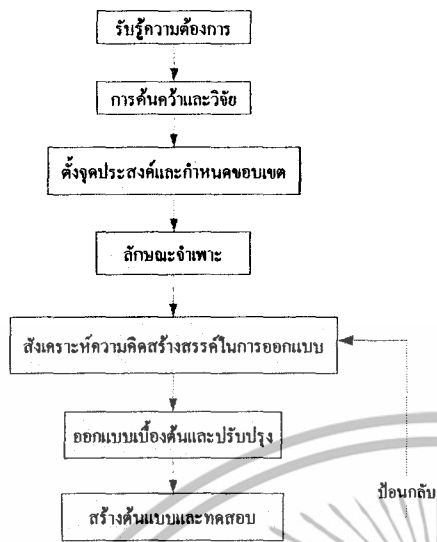 รับรู้ความต้องการ
การค้นคว้าและวิจัย
ตั้งจุดประสงค์และกำหนดขอบเขต
ลักษณะจำเพาะ
สังเคราะห์ความคิดสร้างสรรค์ในการออกแบบ
ออกแบบเบื้องต้นและปรับปรุง
ป้อนกลับ
สร้างต้นแบบและทดสอบ